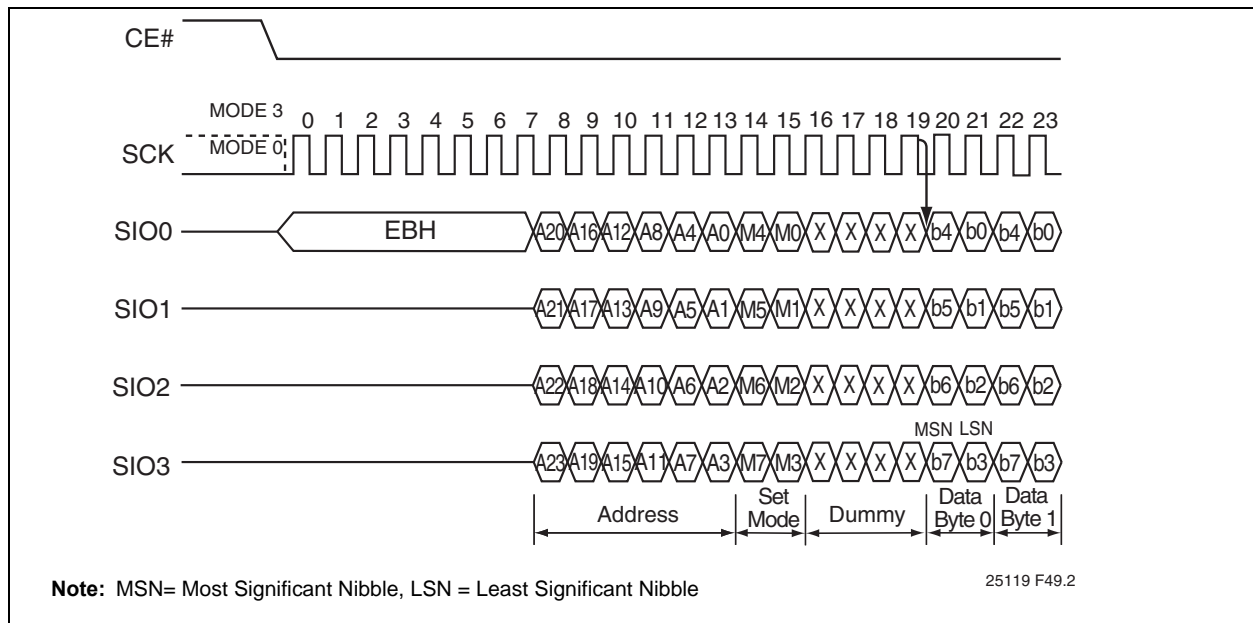 CE#
MODE 3
0 1 2 3 4 5 6 7 8 9 10 11 12 13 14 15 16 17 18 19 20 21 22 23
SCK
MODE 0
SIO0 EBH A20 A16 A12 A8 A4 A0 M4 M0 X X X X b4 b0 b4 b0
SIO1 A21 A17 A13 A9 A5 A1 M5 M1 X X X X b5 b1 b5 b1
SIO2 A22 A18 A14 A10 A6 A2 M6 M2 X X X X b6 b2 b6 b2
MSN LSN
SIO3 A23 A19 A15 A11 A7 A3 M7 M3 X X X X b7 b3 b7 b3
Address
Set
Mode
Dummy
Data
Byte 0
Data
Byte 1
Note: MSN= Most Significant Nibble, LSN = Least Significant Nibble
25119 F49.2